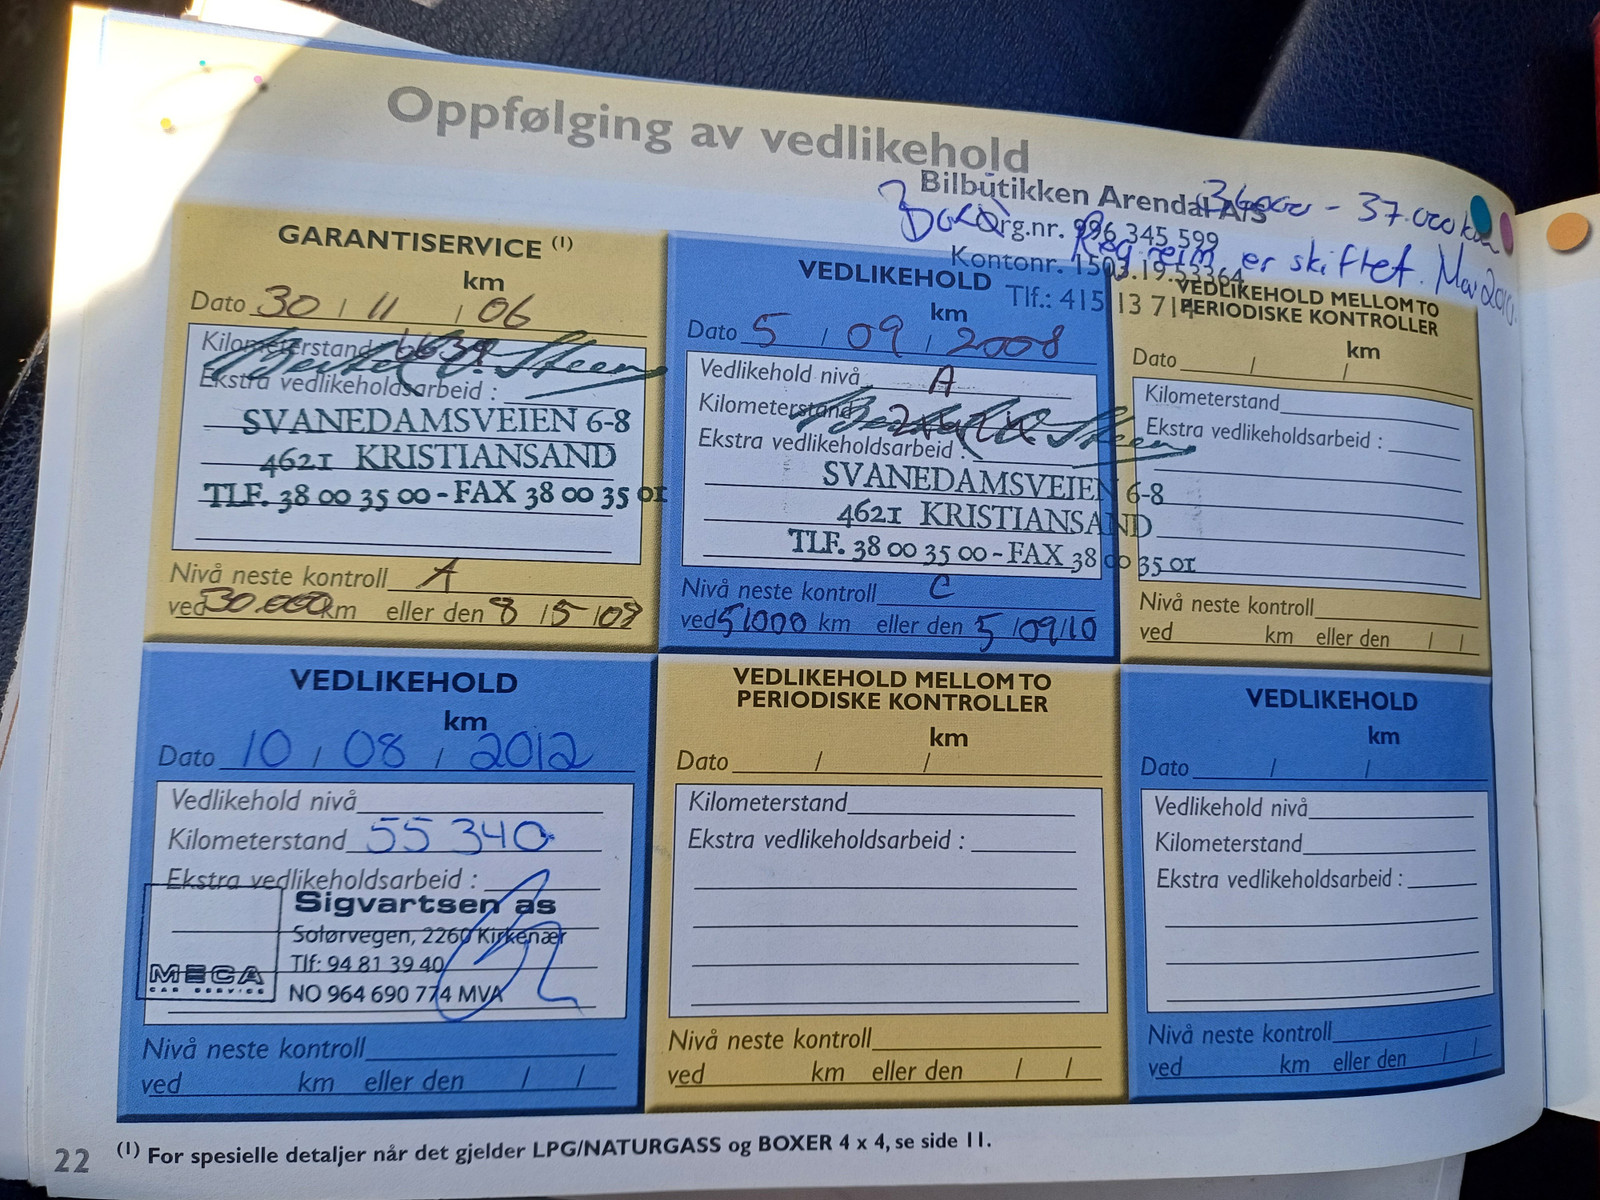 Oppfølging av vedlikehold
Bilbutikken Arendal A/S
Org.nr. 996 345 599
Kontonr. 1503.19.53364
Tlf.: 415 13 714
36000 - 37.000 km
Reg reim er skiftet. Mai 2010.
GARANTISERVICE (1)
km
Dato 30 / 11 / 06
Kilometerstand
Ekstra vedlikeholdsarbeid :
Bertel O. Steen
SVANEDAMSVEIEN 6-8
4621 KRISTIANSAND
TLF. 38 00 35 00 - FAX 38 00 35 01
Nivå neste kontroll A
ved 30.000 km eller den 8 / 5 / 08
VEDLIKEHOLD
km
Dato 5 / 09 / 2008
Vedlikehold nivå A
Kilometerstand
Ekstra vedlikeholdsarbeid :
Bertel O. Steen
SVANEDAMSVEIEN 6-8
4621 KRISTIANSAND
TLF. 38 00 35 00 - FAX 38 00 35 01
Nivå neste kontroll C
ved 51000 km eller den 5 / 09 / 10
VEDLIKEHOLD MELLOM TO
PERIODISKE KONTROLLER
km
Dato / /
Kilometerstand
Ekstra vedlikeholdsarbeid :
Nivå neste kontroll
ved km eller den / /
VEDLIKEHOLD
km
Dato 10 / 08 / 2012
Vedlikehold nivå
Kilometerstand 55 340
Ekstra vedlikeholdsarbeid :
Sigvartsen as
Solørvegen, 2260 Kirkenær
Tlf: 94 81 39 40
NO 964 690 774 MVA
MECA
CAR SERVICE
Nivå neste kontroll
ved km eller den / /
VEDLIKEHOLD MELLOM TO
PERIODISKE KONTROLLER
km
Dato / /
Kilometerstand
Ekstra vedlikeholdsarbeid :
Nivå neste kontroll
ved km eller den / /
VEDLIKEHOLD
km
Dato / /
Vedlikehold nivå
Kilometerstand
Ekstra vedlikeholdsarbeid :
Nivå neste kontroll
ved km eller den / /
22
(1) For spesielle detaljer når det gjelder LPG/NATURGASS og BOXER 4 x 4, se side 11.